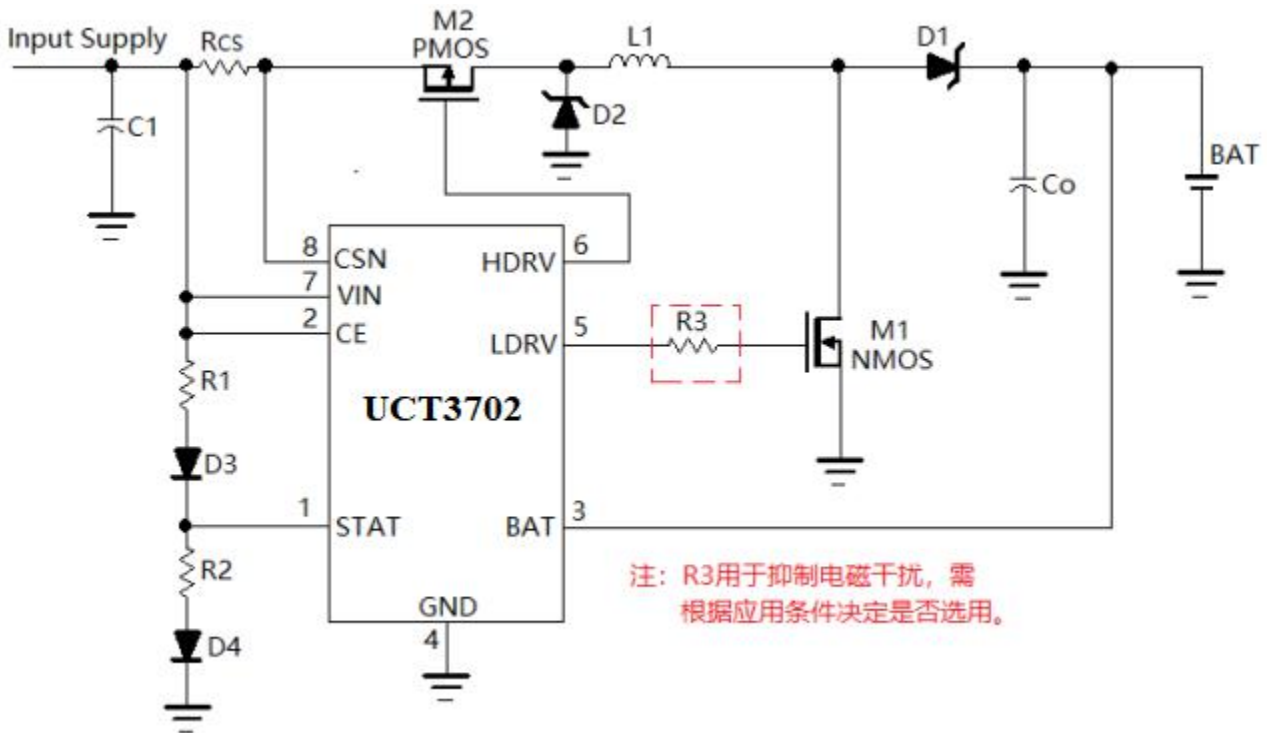 Input Supply
Rcs
M2
PMOS
L1
D1
C1
D2
Co
BAT
8
CSN
HDRV
6
7
VIN
2
CE
LDRV
5
R3
M1
NMOS
R1
UCT3702
D3
1
STAT
BAT
3
R2
GND
4
D4
注：R3用于抑制电磁干扰，需
根据应用条件决定是否选用。